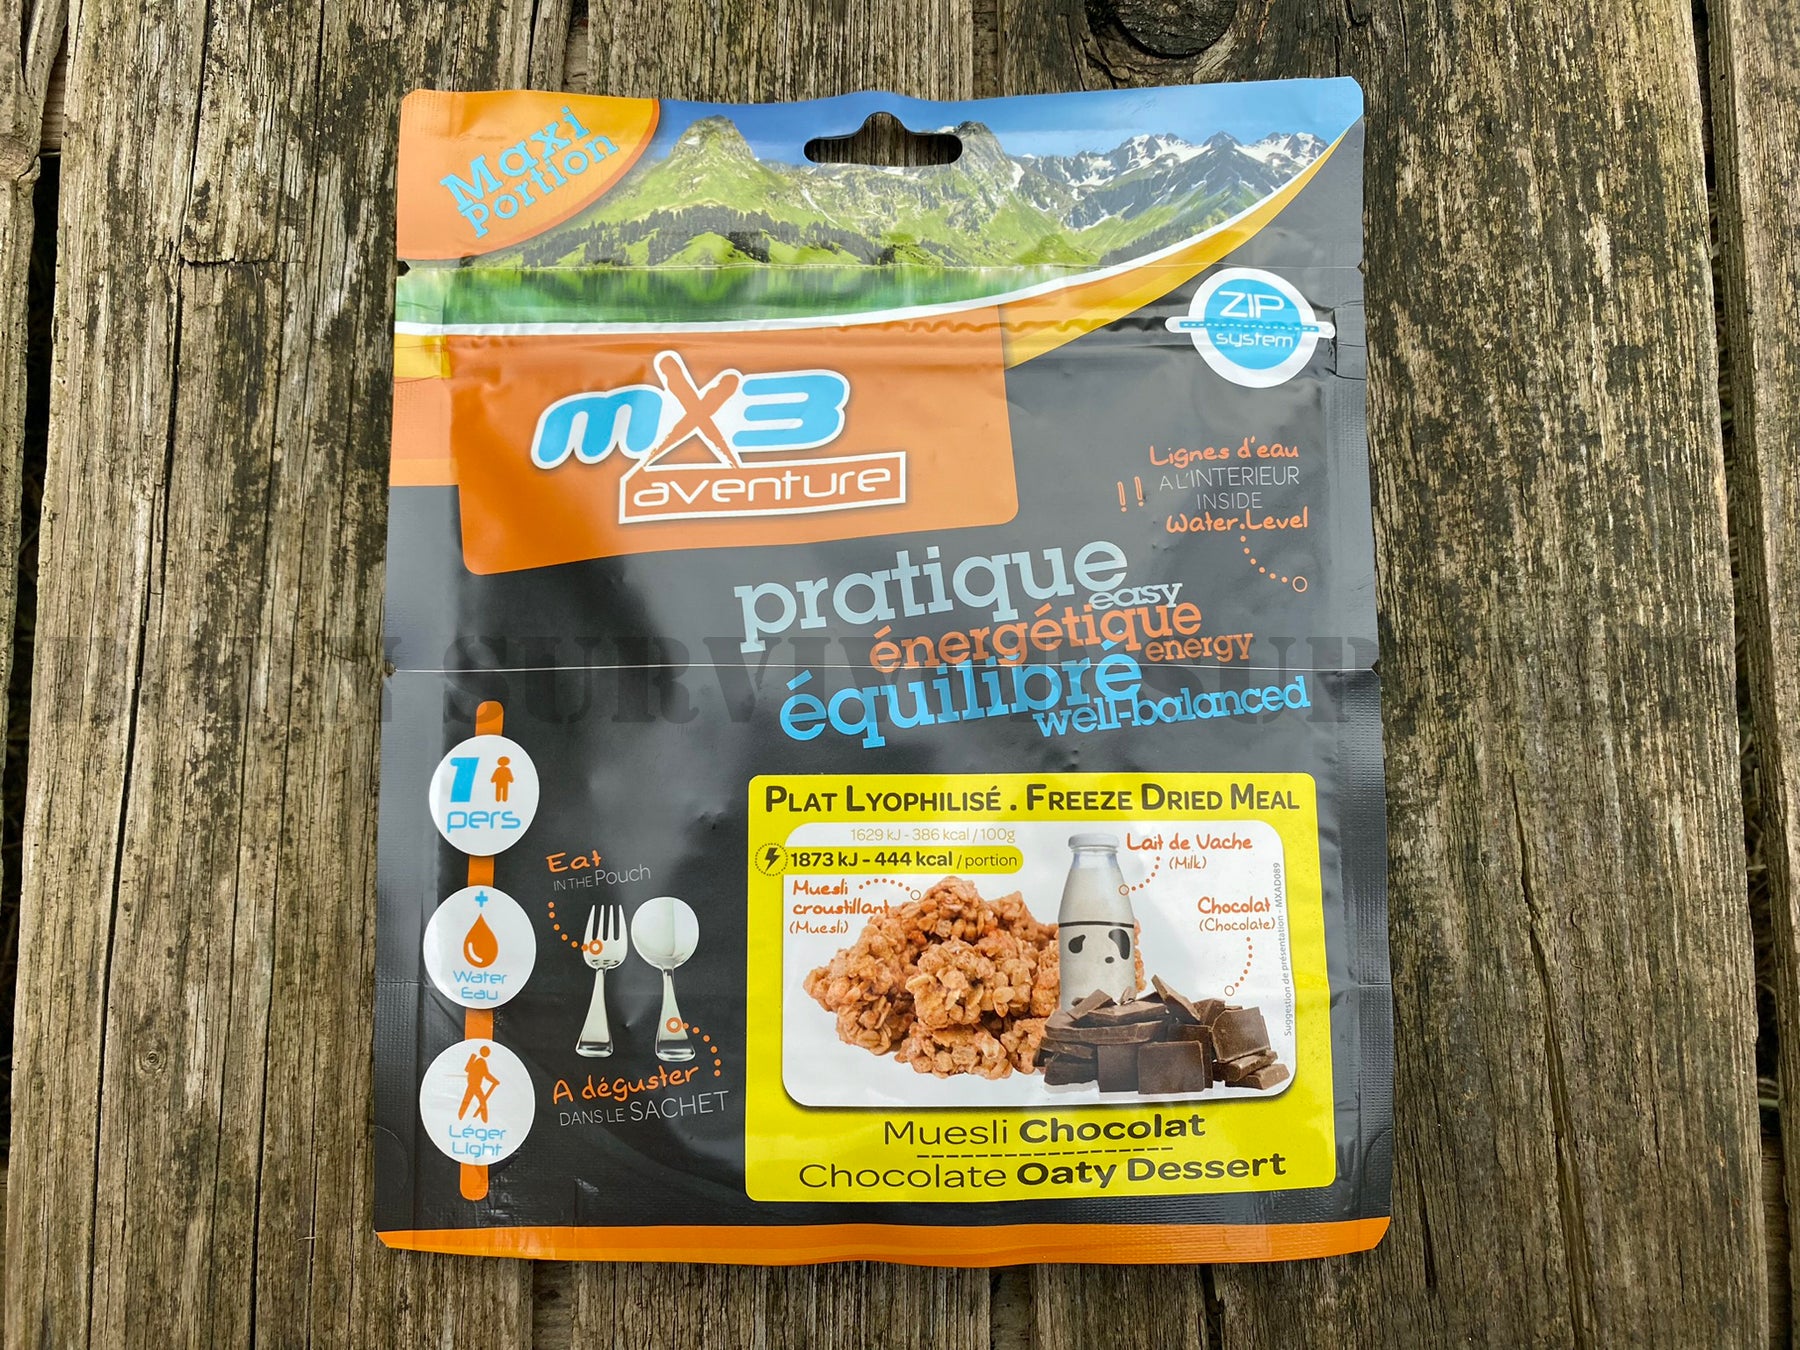 Maxi
Portion
ZIP
system
mX3
aventure
Lignes d'eau
!! A L'INTERIEUR
INSIDE
Water.Level
pratique
easy
énergétique
energy
équilibré
well-balanced
1
pers
+
Water
Eau
Léger
Light
Eat
IN THE Pouch
A déguster
DANS LE SACHET
PLAT LYOPHILISÉ . FREEZE DRIED MEAL
1629 kJ - 386 kcal / 100g
1873 kJ - 444 kcal / portion
Muesli
croustillant
(Muesli)
Lait de Vache
(Milk)
Chocolat
(Chocolate)
Suggestion de présentation - MXAD089
Muesli Chocolat
Chocolate Oaty Dessert